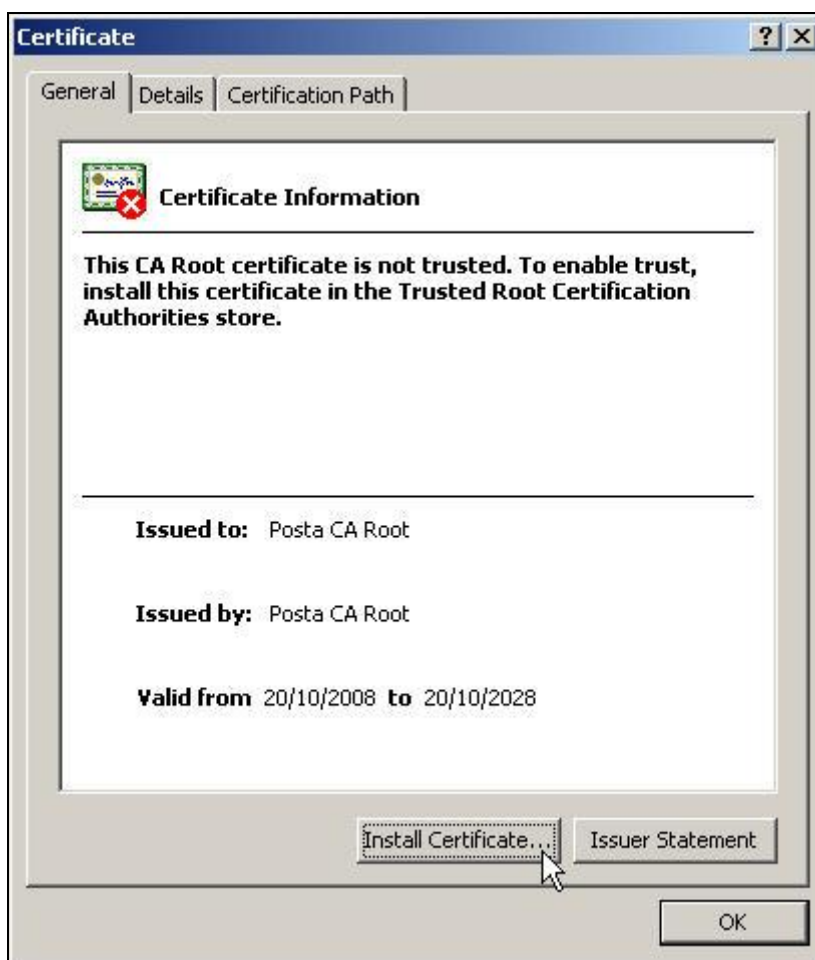 Certificate
General Details Certification Path
Certificate Information
This CA Root certificate is not trusted. To enable trust,
install this certificate in the Trusted Root Certification
Authorities store.
Issued to: Posta CA Root
Issued by: Posta CA Root
Valid from 20/10/2008 to 20/10/2028
Install Certificate... Issuer Statement
OK